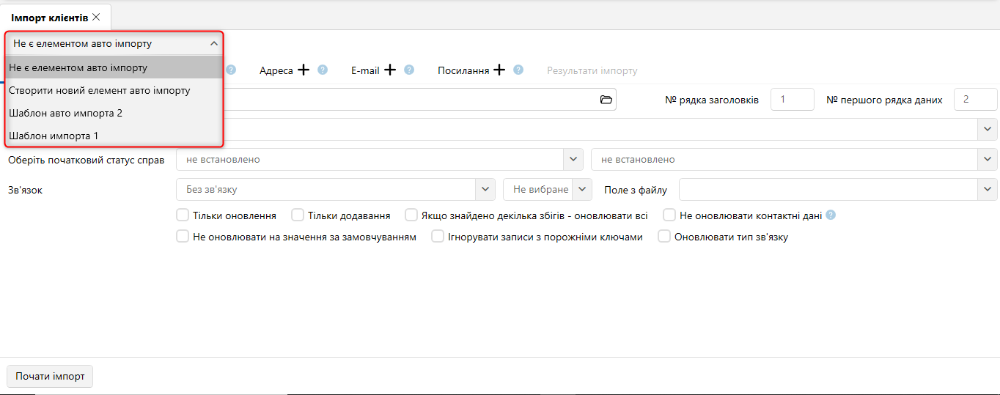 Імпорт клієнтів
Не є елементом авто імпорту
Не є елементом авто імпорту
Створити новий елемент авто імпорту
Шаблон авто импорта 2
Шаблон импорта 1
Адреса + ? E-mail + ? Посилання + ? Результати імпорту
№ рядка заголовків 1 № першого рядка даних 2
Оберіть початковий статус справ не встановлено не встановлено
Зв'язок Без зв'язку Не вибране Поле з файлу
Тільки оновлення Тільки додавання Якщо знайдено декілька збігів - оновлювати всі Не оновлювати контактні дані ?
Не оновлювати на значення за замовчуванням Ігнорувати записи з порожніми ключами Оновлювати тип зв'язку
Почати імпорт